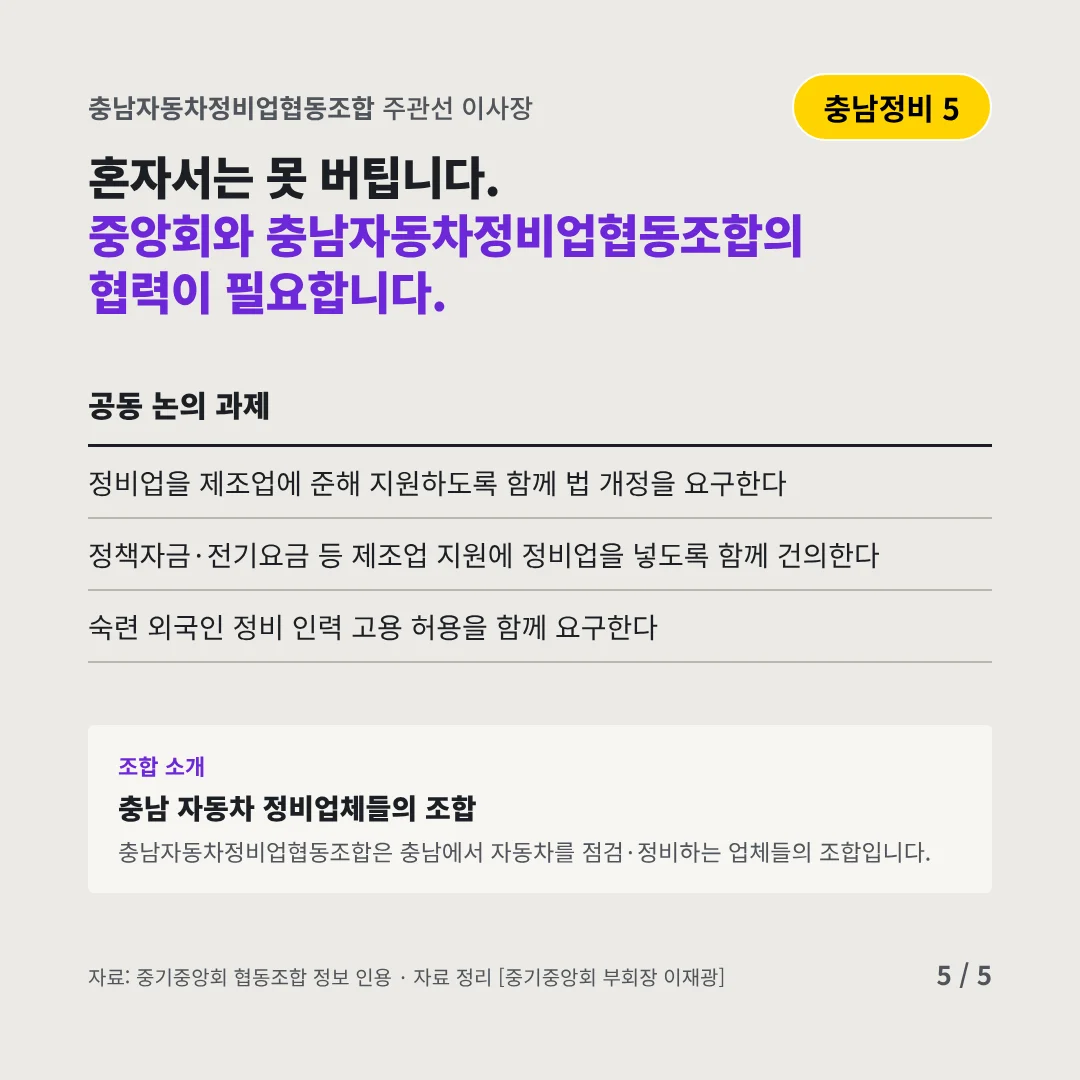 충남자동차정비업협동조합 주관선 이사장
충남정비 5
혼자서는 못 버팁니다.
중앙회와 충남자동차정비업협동조합의
협력이 필요합니다.
공동 논의 과제
정비업을 제조업에 준해 지원하도록 함께 법 개정을 요구한다
정책자금·전기요금 등 제조업 지원에 정비업을 넣도록 함께 건의한다
숙련 외국인 정비 인력 고용 허용을 함께 요구한다
조합 소개
충남 자동차 정비업체들의 조합
충남자동차정비업협동조합은 충남에서 자동차를 점검·정비하는 업체들의 조합입니다.
자료: 중기중앙회 협동조합 정보 인용 · 자료 정리 [중기중앙회 부회장 이재광]
5 / 5